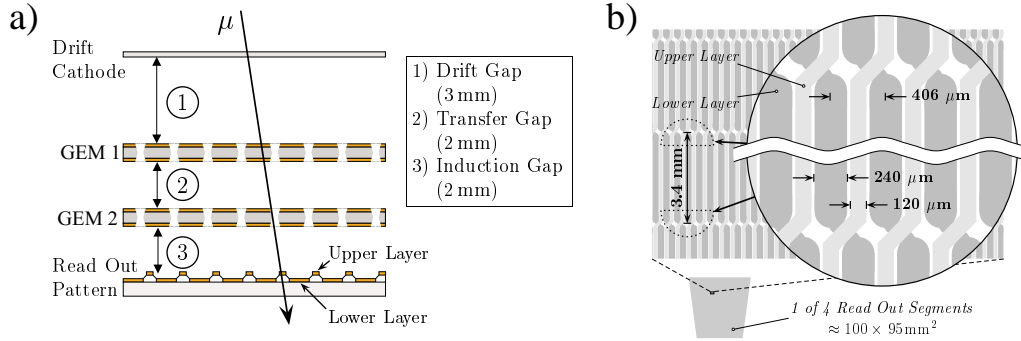 a)
μ
Drift
Cathode
1
GEM 1
2
GEM 2
3
Read Out
Pattern
Upper Layer
Lower Layer
1) Drift Gap
(3 mm)
2) Transfer Gap
(2 mm)
3) Induction Gap
(2 mm)
b)
Upper Layer
Lower Layer
406 μm
3.4 mm
240 μm
120 μm
1 of 4 Read Out Segments
≈ 100 × 95mm²